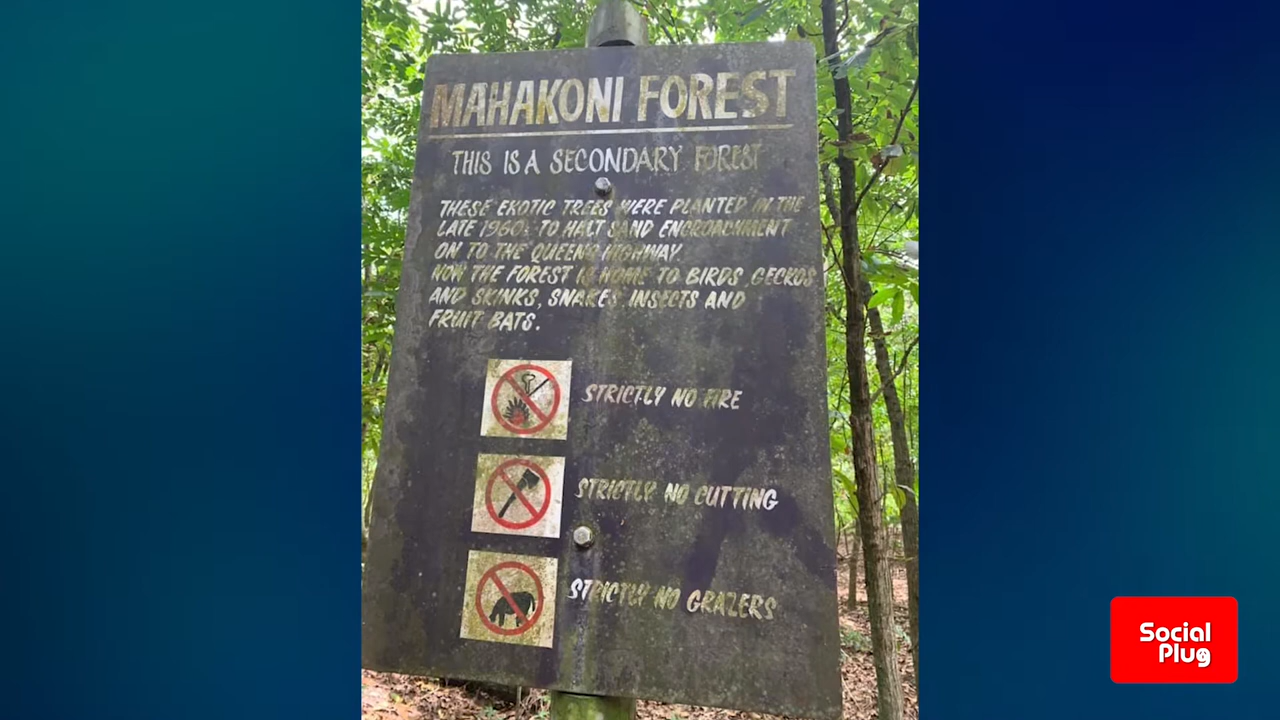 MAHAKONI FOREST
THIS IS A SECONDARY FOREST
THESE EXOTIC TREES WERE PLANTED IN THE
LATE 1960s TO HALT SAND ENCROACHMENT
ON TO THE QUEENS HIGHWAY
NOW THE FOREST IS HOME TO BIRDS, GECKOS
AND SKINKS, SNAKES, INSECTS AND
FRUIT BATS.
STRICTLY NO FIRE
STRICTLY NO CUTTING
STRICTLY NO GRAZERS
Social
Plug